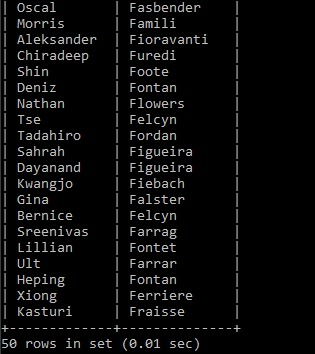 | Oscal       | Fasbender    |
| Morris      | Famili       |
| Aleksander  | Fioravanti   |
| Chiradeep   | Furedi       |
| Shin        | Foote        |
| Deniz       | Fontan       |
| Nathan      | Flowers      |
| Tse         | Felcyn       |
| Tadahiro    | Fordan       |
| Sahrah      | Figueira     |
| Dayanand    | Figueira     |
| Kwangjo     | Fiebach      |
| Gina        | Falster      |
| Bernice     | Felcyn       |
| Sreenivas   | Farrag       |
| Lillian     | Fontet       |
| Ult         | Farrar       |
| Heping      | Fontan       |
| Xiong       | Ferriere     |
| Kasturi     | Fraisse      |
+-------------+--------------+
50 rows in set (0.01 sec)